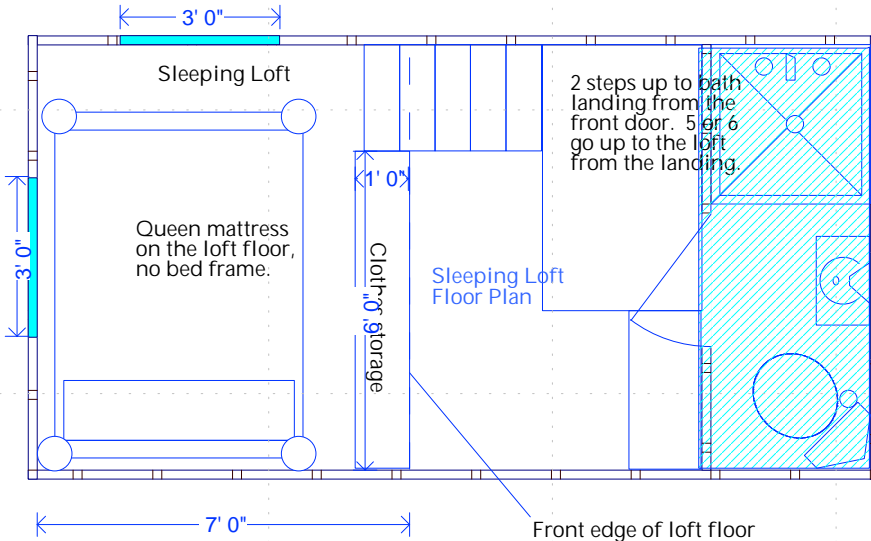 3' 0"
Sleeping Loft
2 steps up to bath
landing from the
front door. 5 or 6
go up to the loft
from the landing.
1' 0"
3' 0"
Queen mattress
on the loft floor,
no bed frame.
Clothes storage
6' 0"
Sleeping Loft
Floor Plan
7' 0"
Front edge of loft floor